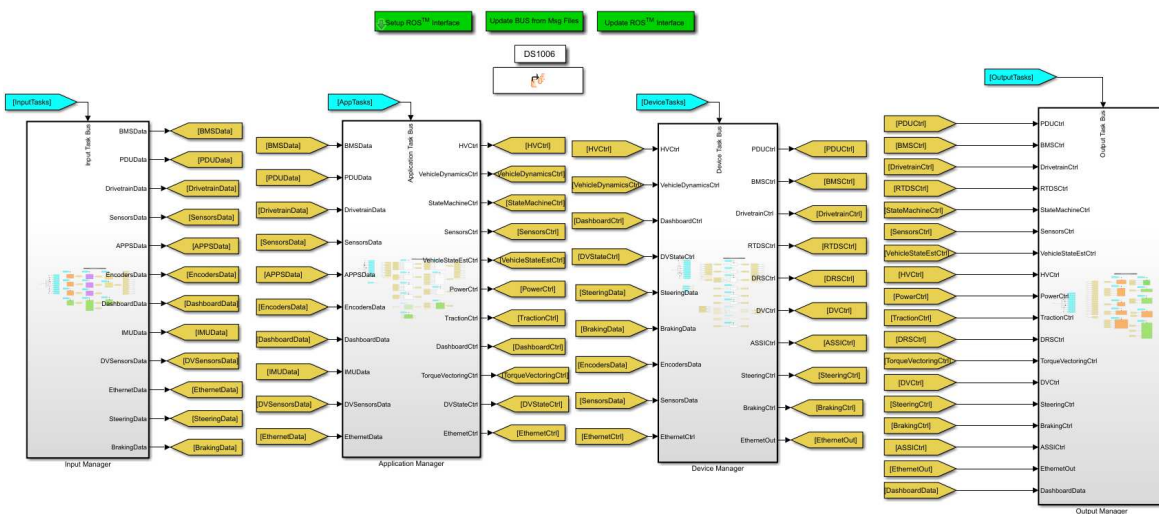 Setup ROS™ Interface
Update BUS from Msg Files
Update ROS™ Interface
DS1006
[InputTasks]
Input Task Bus
BMSData
[BMSData]
PDUData
[PDUData]
DrivetrainData
[DrivetrainData]
SensorsData
[SensorsData]
APPSData
[APPSData]
EncodersData
[EncodersData]
DashboardData
[DashboardData]
IMUData
[IMUData]
DVSensorsData
[DVSensorsData]
EthernetData
[EthernetData]
SteeringData
[SteeringData]
BrakingData
[BrakingData]
Input Manager
[AppTasks]
Application Task Bus
[BMSData]
BMSData
[PDUData]
PDUData
[DrivetrainData]
DrivetrainData
[SensorsData]
SensorsData
[APPSData]
APPSData
[EncodersData]
EncodersData
[DashboardData]
DashboardData
[IMUData]
IMUData
[DVSensorsData]
DVSensorsData
[EthernetData]
EthernetData
HVCtrl
[HVCtrl]
VehicleDynamicsCtrl
[VehicleDynamicsCtrl]
StateMachineCtrl
[StateMachineCtrl]
SensorsCtrl
[SensorsCtrl]
VehicleStateEstCtrl
[VehicleStateEstCtrl]
PowerCtrl
[PowerCtrl]
TractionCtrl
[TractionCtrl]
DashboardCtrl
[DashboardCtrl]
TorqueVectoringCtrl
[TorqueVectoringCtrl]
DVStateCtrl
[DVStateCtrl]
EthernetCtrl
[EthernetCtrl]
Application Manager
[DeviceTasks]
Device Task Bus
[HVCtrl]
HVCtrl
[VehicleDynamicsCtrl]
VehicleDynamicsCtrl
[DashboardCtrl]
DashboardCtrl
[DVStateCtrl]
DVStateCtrl
[SteeringData]
SteeringData
[BrakingData]
BrakingData
[EncodersData]
EncodersData
[SensorsData]
SensorsData
[EthernetCtrl]
EthernetCtrl
PDUCtrl
[PDUCtrl]
BMSCtrl
[BMSCtrl]
DrivetrainCtrl
[DrivetrainCtrl]
RTDSCtrl
[RTDSCtrl]
DRSCtrl
[DRSCtrl]
DVCtrl
[DVCtrl]
ASSICtrl
[ASSICtrl]
SteeringCtrl
[SteeringCtrl]
BrakingCtrl
[BrakingCtrl]
EthernetOut
[EthernetOut]
Device Manager
[OutputTasks]
Output Task Bus
[PDUCtrl]
PDUCtrl
[BMSCtrl]
BMSCtrl
[DrivetrainCtrl]
DrivetrainCtrl
[RTDSCtrl]
RTDSCtrl
[StateMachineCtrl]
StateMachineCtrl
[SensorsCtrl]
SensorsCtrl
[VehicleStateEstCtrl]
VehicleStateEstCtrl
[HVCtrl]
HVCtrl
[PowerCtrl]
PowerCtrl
[TractionCtrl]
TractionCtrl
[DRSCtrl]
DRSCtrl
[TorqueVectoringCtrl]
TorqueVectoringCtrl
[DVCtrl]
DVCtrl
[SteeringCtrl]
SteeringCtrl
[BrakingCtrl]
BrakingCtrl
[ASSICtrl]
ASSICtrl
[EthernetOut]
EthernetOut
[DashboardData]
DashboardData
Output Manager